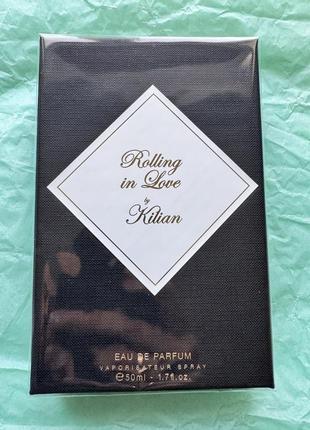 Rolling
in Love
by
Kilian
EAU DE PARFUM
VAPORISATEUR SPRAY
℮50ml - 1.7fl.oz.